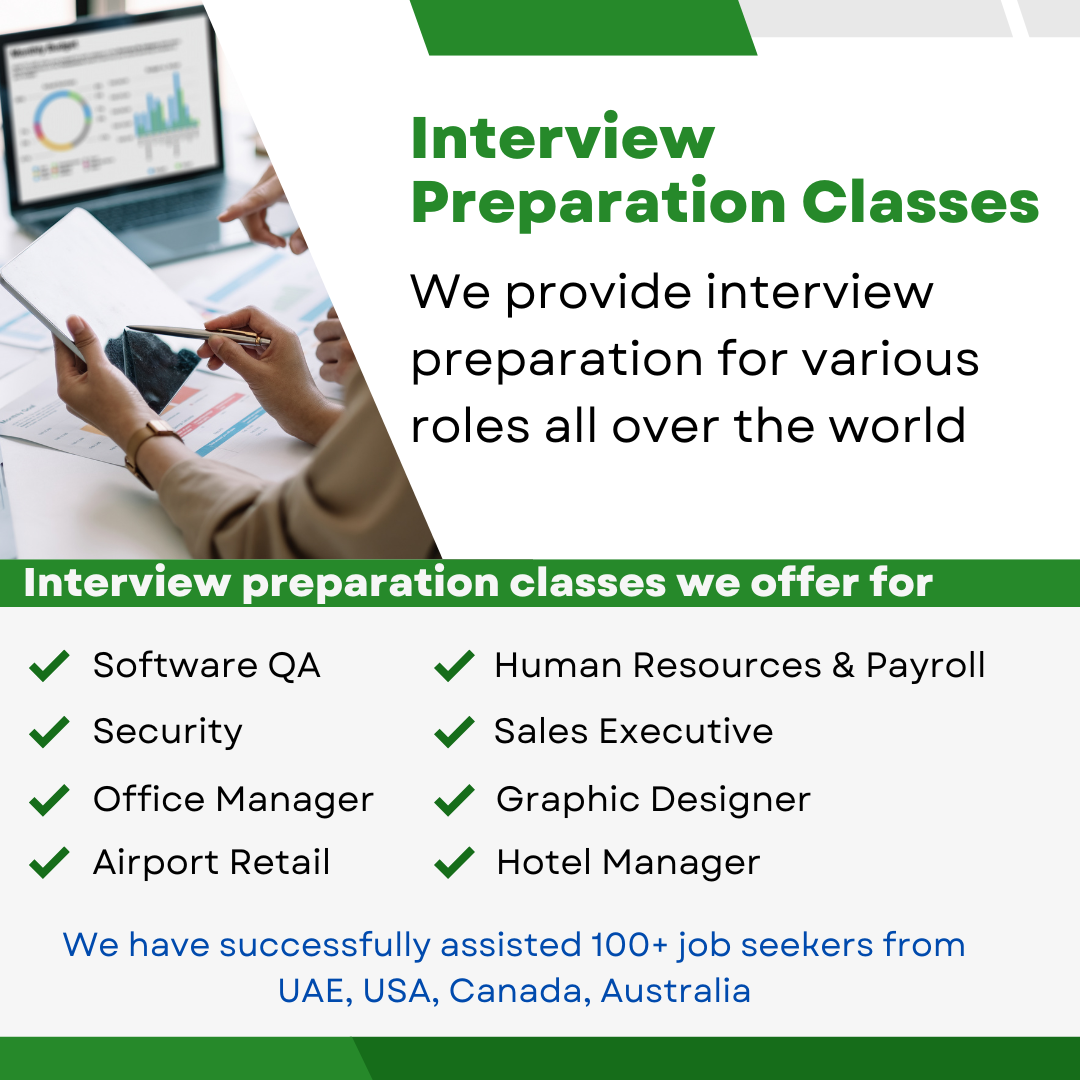 Monthly Budget
Interview
Preparation Classes
We provide interview
preparation for various
roles all over the world
Interview preparation classes we offer for
Software QA
Human Resources & Payroll
Security
Sales Executive
Office Manager
Graphic Designer
Airport Retail
Hotel Manager
We have successfully assisted 100+ job seekers from
UAE, USA, Canada, Australia